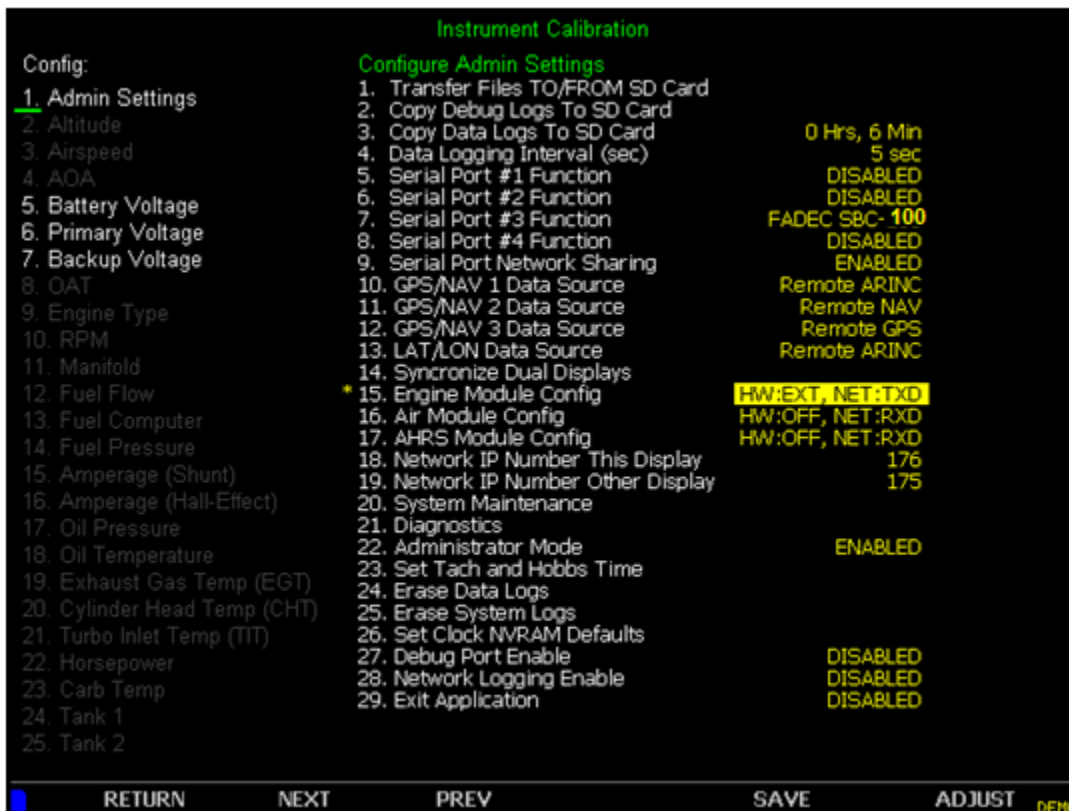 Instrument Calibration
Config:
1. Admin Settings
2. Altitude
3. Airspeed
4. AOA
5. Battery Voltage
6. Primary Voltage
7. Backup Voltage
8. OAT
9. Engine Type
10. RPM
11. Manifold
12. Fuel Flow
13. Fuel Computer
14. Fuel Pressure
15. Amperage (Shunt)
16. Amperage (Hall-Effect)
17. Oil Pressure
18. Oil Temperature
19. Exhaust Gas Temp (EGT)
20. Cylinder Head Temp (CHT)
21. Turbo Inlet Temp (TIT)
22. Horsepower
23. Carb Temp
24. Tank 1
25. Tank 2
Configure Admin Settings
1. Transfer Files TO/FROM SD Card
2. Copy Debug Logs To SD Card
3. Copy Data Logs To SD Card 0 Hrs, 6 Min
4. Data Logging Interval (sec) 5 sec
5. Serial Port #1 Function DISABLED
6. Serial Port #2 Function DISABLED
7. Serial Port #3 Function FADEC SBC-100
8. Serial Port #4 Function DISABLED
9. Serial Port Network Sharing ENABLED
10. GPS/NAV 1 Data Source Remote ARINC
11. GPS/NAV 2 Data Source Remote NAV
12. GPS/NAV 3 Data Source Remote GPS
13. LAT/LON Data Source Remote ARINC
14. Syncronize Dual Displays
* 15. Engine Module Config HW:EXT, NET:TXD
16. Air Module Config HW:OFF, NET:RXD
17. AHRS Module Config HW:OFF, NET:RXD
18. Network IP Number This Display 176
19. Network IP Number Other Display 175
20. System Maintenance
21. Diagnostics
22. Administrator Mode ENABLED
23. Set Tach and Hobbs Time
24. Erase Data Logs
25. Erase System Logs
26. Set Clock NVRAM Defaults
27. Debug Port Enable DISABLED
28. Network Logging Enable DISABLED
29. Exit Application DISABLED
RETURN NEXT PREV SAVE ADJUST